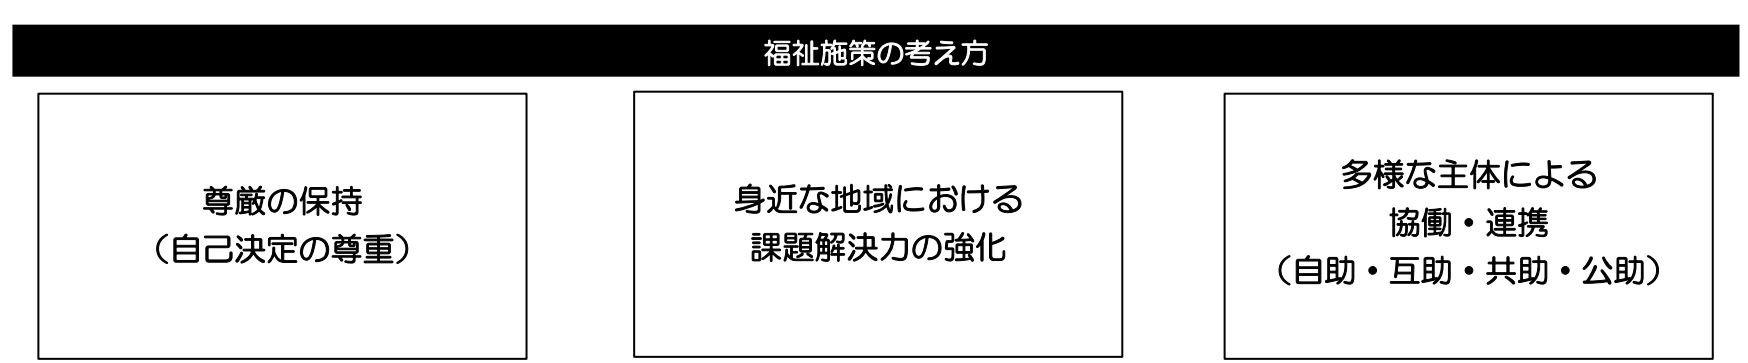 福祉施策の考え方
尊厳の保持
（自己決定の尊重）
身近な地域における
課題解決力の強化
多様な主体による
協働・連携
（自助・互助・共助・公助）